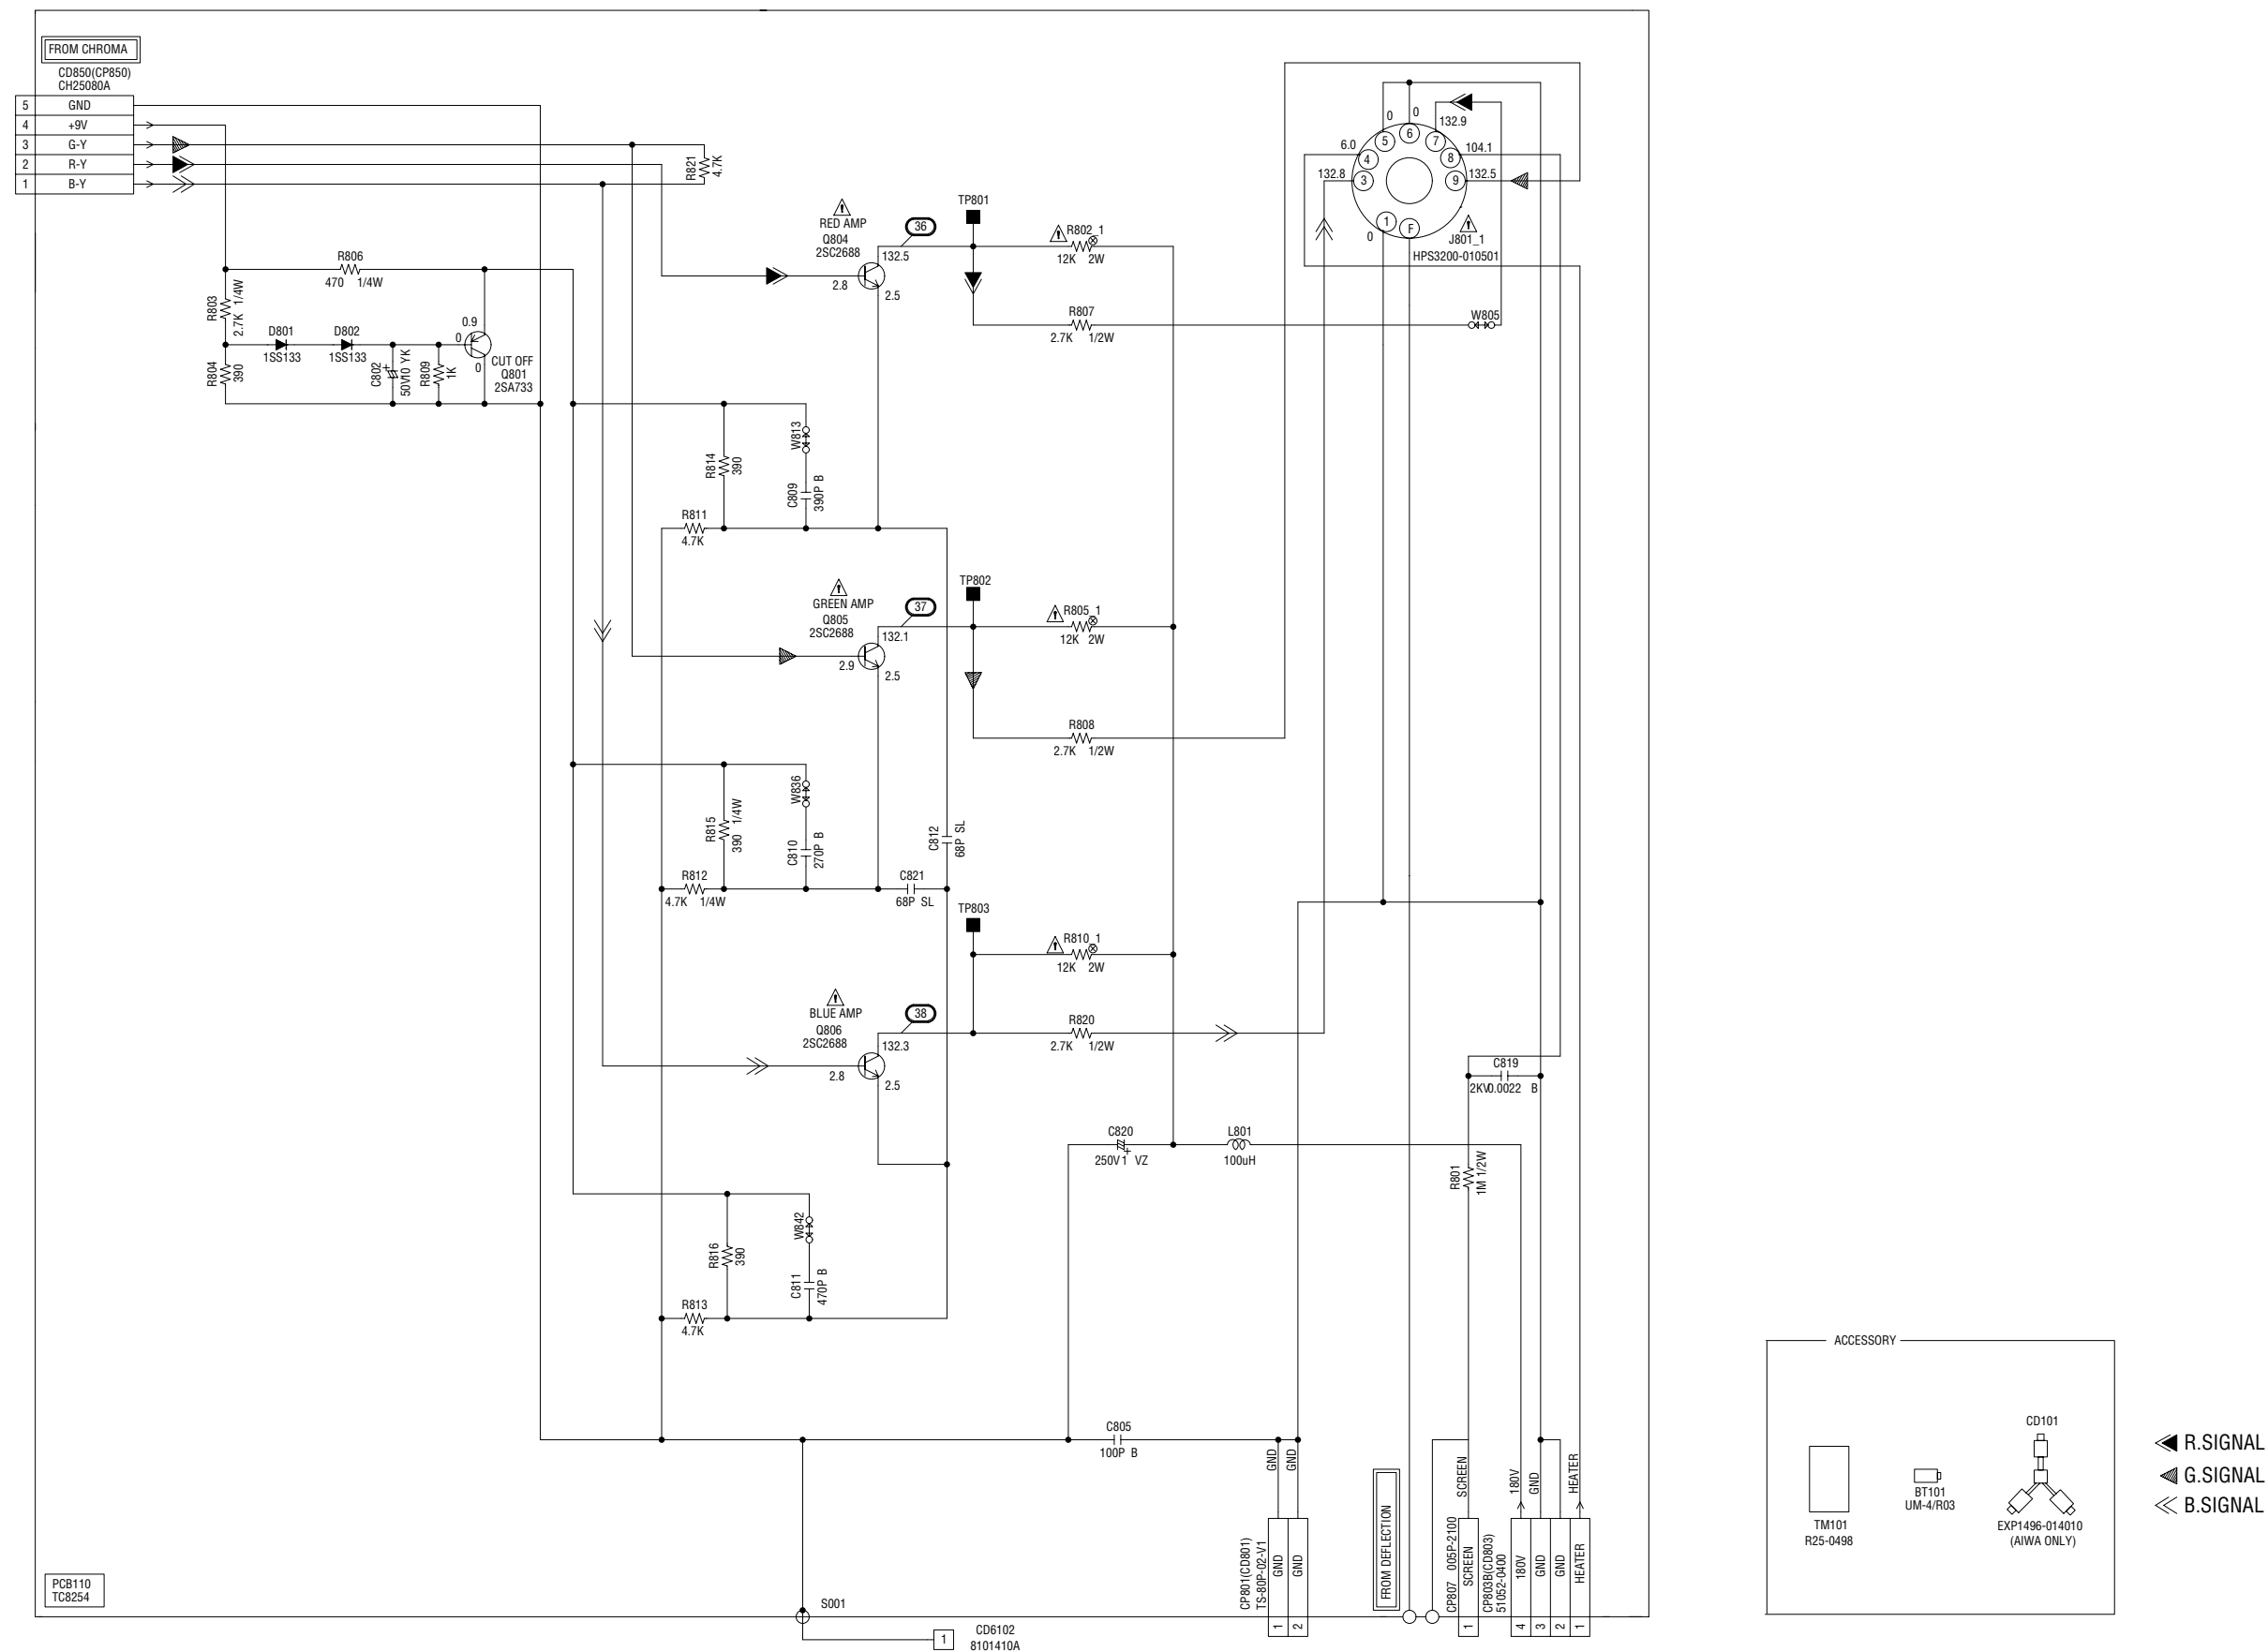 FROM CHROMA
CD850(CP850)
CH25080A
5 GND
4 +9V
3 G-Y
2 R-Y
1 B-Y
R821
4.7K
R806
470 1/4W
R803
2.7K 1/4W
R804
390
D801
1SS133
D802
1SS133
C802
+
50V10 YK
R809
1K
0.9
0
0
CUT OFF
Q801
2SA733
RED AMP
Q804
2SC2688
36
132.5
2.8
2.5
TP801
R802_1
12K 2W
R807
2.7K 1/2W
W805
6.0
0
0
132.9
104.1
132.8
132.5
0
5
6
7
4
8
3
9
1
F
J801_1
HPS3200-010501
R814
390
W813
C809
390P B
R811
4.7K
GREEN AMP
Q805
2SC2688
37
132.1
2.9
2.5
TP802
R805_1
12K 2W
R808
2.7K 1/2W
R815
390 1/4W
W836
C810
270P B
C812
68P SL
R812
4.7K 1/4W
C821
68P SL
TP803
R810_1
12K 2W
BLUE AMP
Q806
2SC2688
38
132.3
2.8
2.5
R820
2.7K 1/2W
C819
2KV0.0022 B
C820
+
250V1 VZ
L801
100uH
R801
1M 1/2W
R816
390
W842
C811
470P B
R813
4.7K
C805
100P B
GND
GND
CP801(CD801)
TS-80P-02-V1
1 GND
2 GND
FROM DEFLECTION
SCREEN
CP807 005P-2100
1 SCREEN
CP803B(CD803)
51052-0400
180V
GND
HEATER
4 180V
3 GND
2 GND
1 HEATER
PCB110
TC8254
S001
1
CD6102
8101410A
ACCESSORY
TM101
R25-0498
BT101
UM-4/R03
CD101
EXP1496-014010
(AIWA ONLY)
R.SIGNAL
G.SIGNAL
B.SIGNAL